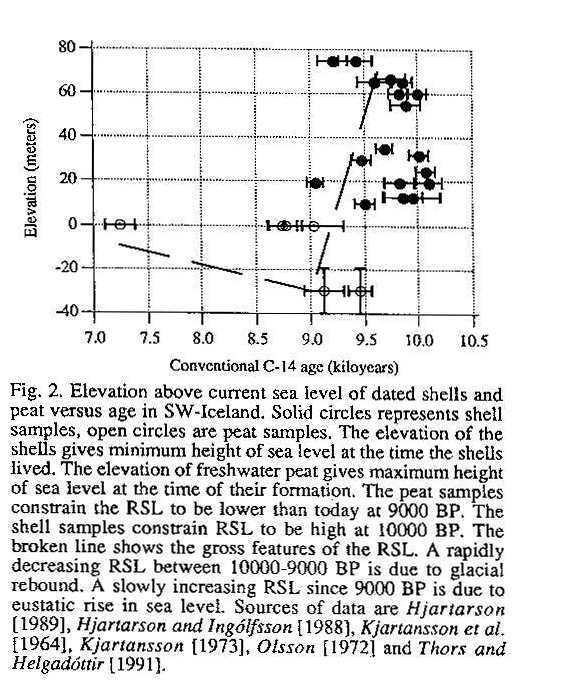 80
60
40
20
0
-20
-40
Elevation (meters)
7.0 7.5 8.0 8.5 9.0 9.5 10.0 10.5
Conventional C-14 age (kiloyears)
Fig. 2. Elevation above current sea level of dated shells and
peat versus age in SW-Iceland. Solid circles represents shell
samples, open circles are peat samples. The elevation of the
shells gives minimum height of sea level at the time the shells
lived. The elevation of freshwater peat gives maximum height
of sea level at the time of their formation. The peat samples
constrain the RSL to be lower than today at 9000 BP. The
shell samples constrain RSL to be high at 10000 BP. The
broken line shows the gross features of the RSL. A rapidly
decreasing RSL between 10000-9000 BP is due to glacial
rebound. A slowly increasing RSL since 9000 BP is due to
eustatic rise in sea level. Sources of data are Hjartarson
[1989], Hjartarson and Ingólfsson [1988], Kjartansson et al.
[1964], Kjartansson [1973], Olsson [1972] and Thors and
Helgadóttir [1991].